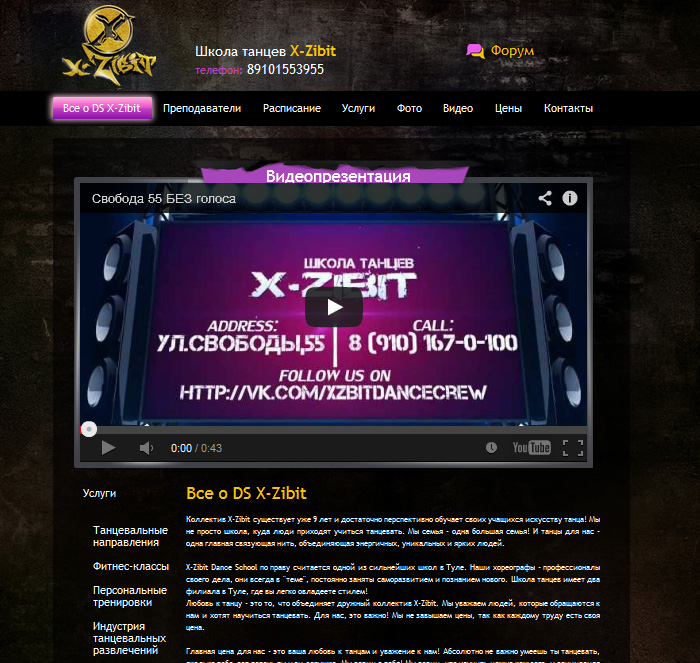 X-Zibit
Школа танцев X-Zibit
телефон: 89101553955
Форум
Все о DS X-Zibit
Преподаватели
Расписание
Услуги
Фото
Видео
Цены
Контакты
Видеопрезентация
Свобода 55 БЕЗ голоса
ШКОЛА ТАНЦЕВ
X-ZIBIT
ADDRESS:
УЛ.СВОБОДЫ,55
CALL:
8 (910) 167-0-100
FOLLOW US ON
HTTP://VK.COM/XZBITDANCECREW
0:00 / 0:43
YouTube
Услуги
Танцевальные
направления
Фитнес-классы
Персональные
тренировки
Индустрия
танцевальных
развлечений
Все о DS X-Zibit
Коллектив X-Zibit существует уже 9 лет и достаточно перспективно обучает своих учащихся искусству танца! Мы
не просто школа, куда люди приходят учиться танцевать. Мы семья - одна большая семья! И танцы для нас -
одна главная связующая нить, объединяющая энергичных, уникальных и ярких людей.
X-Zibit Dance School по праву считается одной из сильнейших школ в Туле. Наши хореографы - профессионалы
своего дела, они всегда в "теме", постоянно заняты саморазвитием и познанием нового. Школа танцев имеет два
филиала в Туле, где вы легко овладеете стилем!
Любовь к танцу - это то, что объединяет дружный коллектив X-Zibit. Мы уважаем людей, которые обращаются к
нам и хотят научиться танцевать. Для нас, это важно! Мы не завышаем цены, так как каждому труду есть своя
цена.
Главная цена для нас - это ваша любовь к танцам и уважение к нам! Абсолютно не важно умеешь ты танцевать,